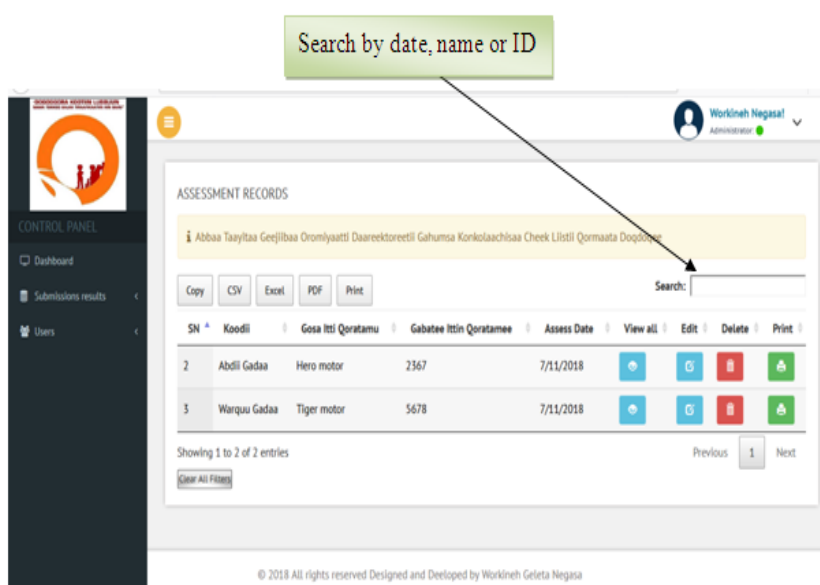 Search by date, name or ID
Workineh Negasa!
Administrator:
ASSESSMENT RECORDS
CONTROL PANEL
Dashboard
Submissions results
Users
Abbaa Taayitaa Geejiibaa Oromiyaatti Daareektoreetii Gahumsa Konkolaachisaa Cheek Liistii Qormaata
Copy CSV Excel PDF Print
Search:
SN Koodii Gosa Itti Qoratamu Gabatee Ittin Qoratamee Assess Date View all Edit Delete Print
2 Abdii Gadaa Hero motor 2367 7/11/2018
3 Warquu Gadaa Tiger motor 5678 7/11/2018
Showing 1 to 2 of 2 entries
Previous 1 Next
Clear All Filters
© 2018 All rights reserved Designed and Deeloped by Workineh Geleta Negasa